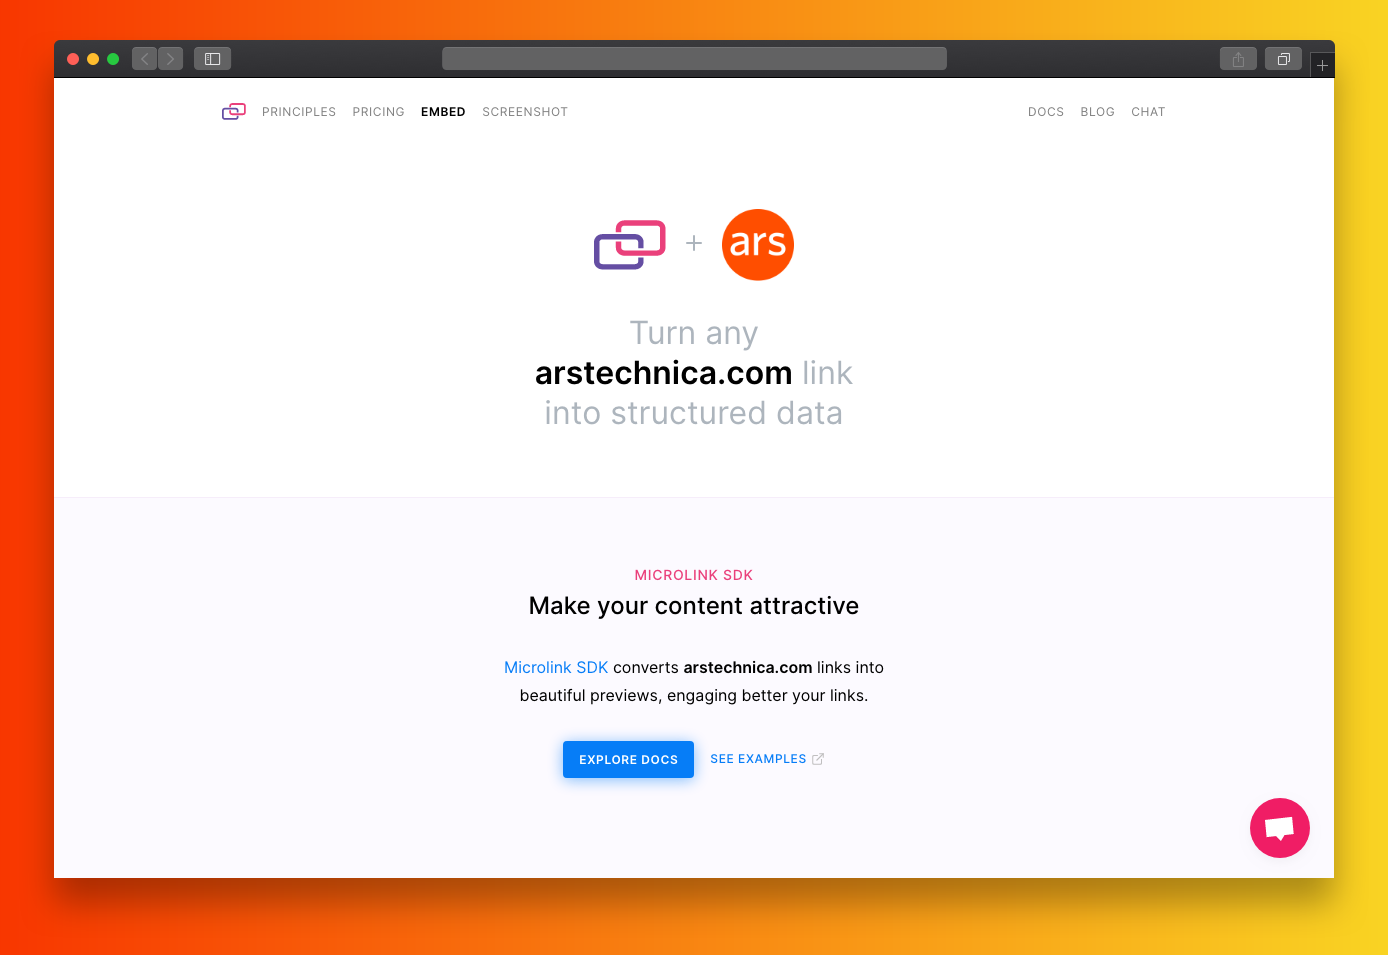 PRINCIPLES PRICING EMBED SCREENSHOT DOCS BLOG CHAT
+ ars
Turn any
arstechnica.com link
into structured data
MICROLINK SDK
Make your content attractive
Microlink SDK converts arstechnica.com links into
beautiful previews, engaging better your links.
EXPLORE DOCS SEE EXAMPLES